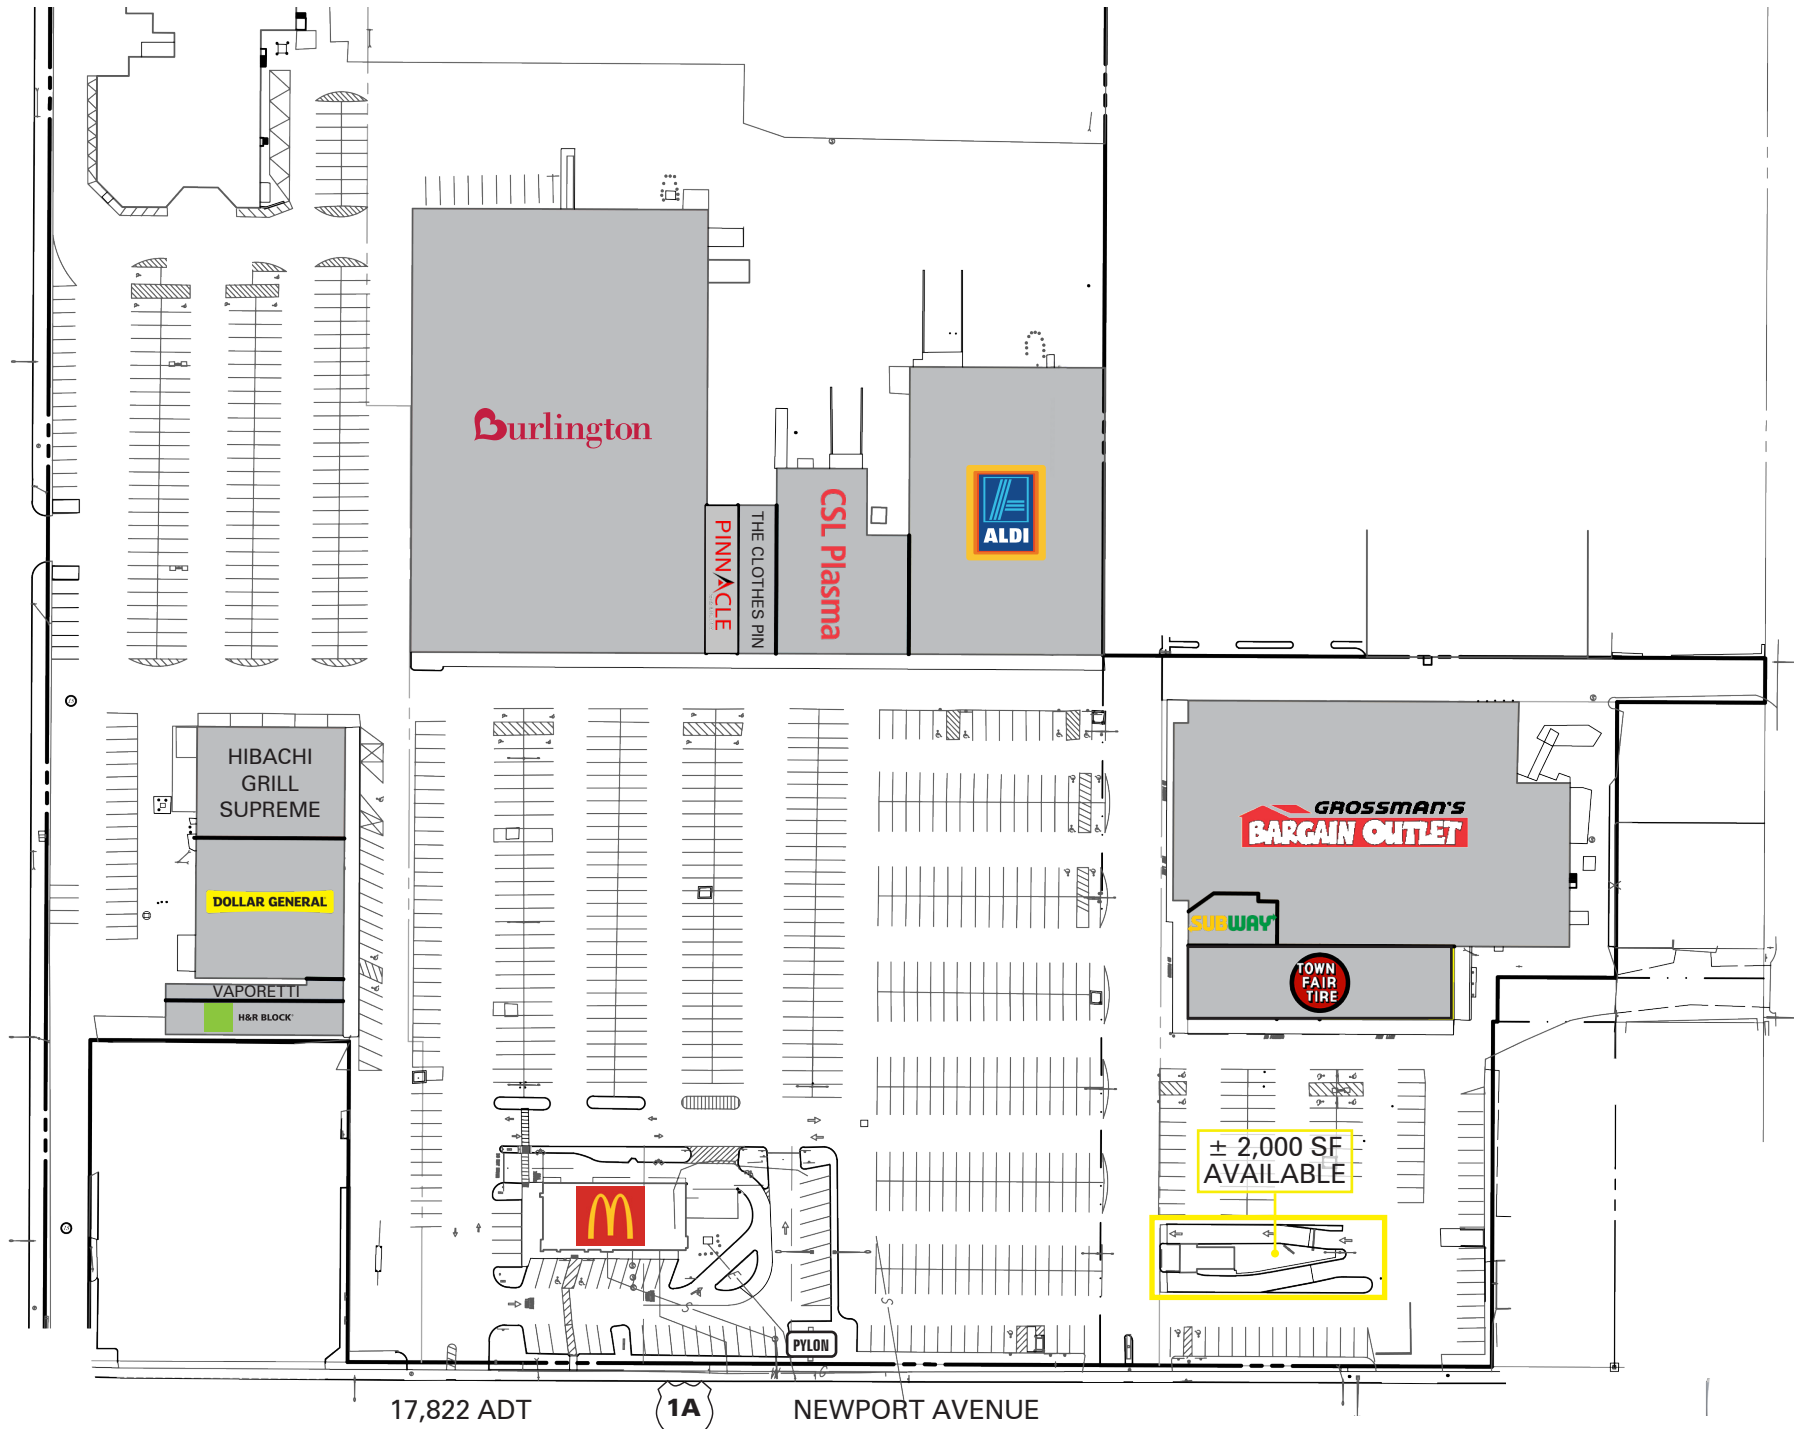 Burlington
PINNACLE
THE CLOTHES PIN
CSL Plasma
ALDI
HIBACHI
GRILL
SUPREME
DOLLAR GENERAL
VAPORETTI
H&R BLOCK
GROSSMAN'S
BARGAIN OUTLET
SUBWAY
TOWN
FAIR
TIRE
± 2,000 SF
AVAILABLE
S
S
PYLON
17,822 ADT
1A
NEWPORT AVENUE